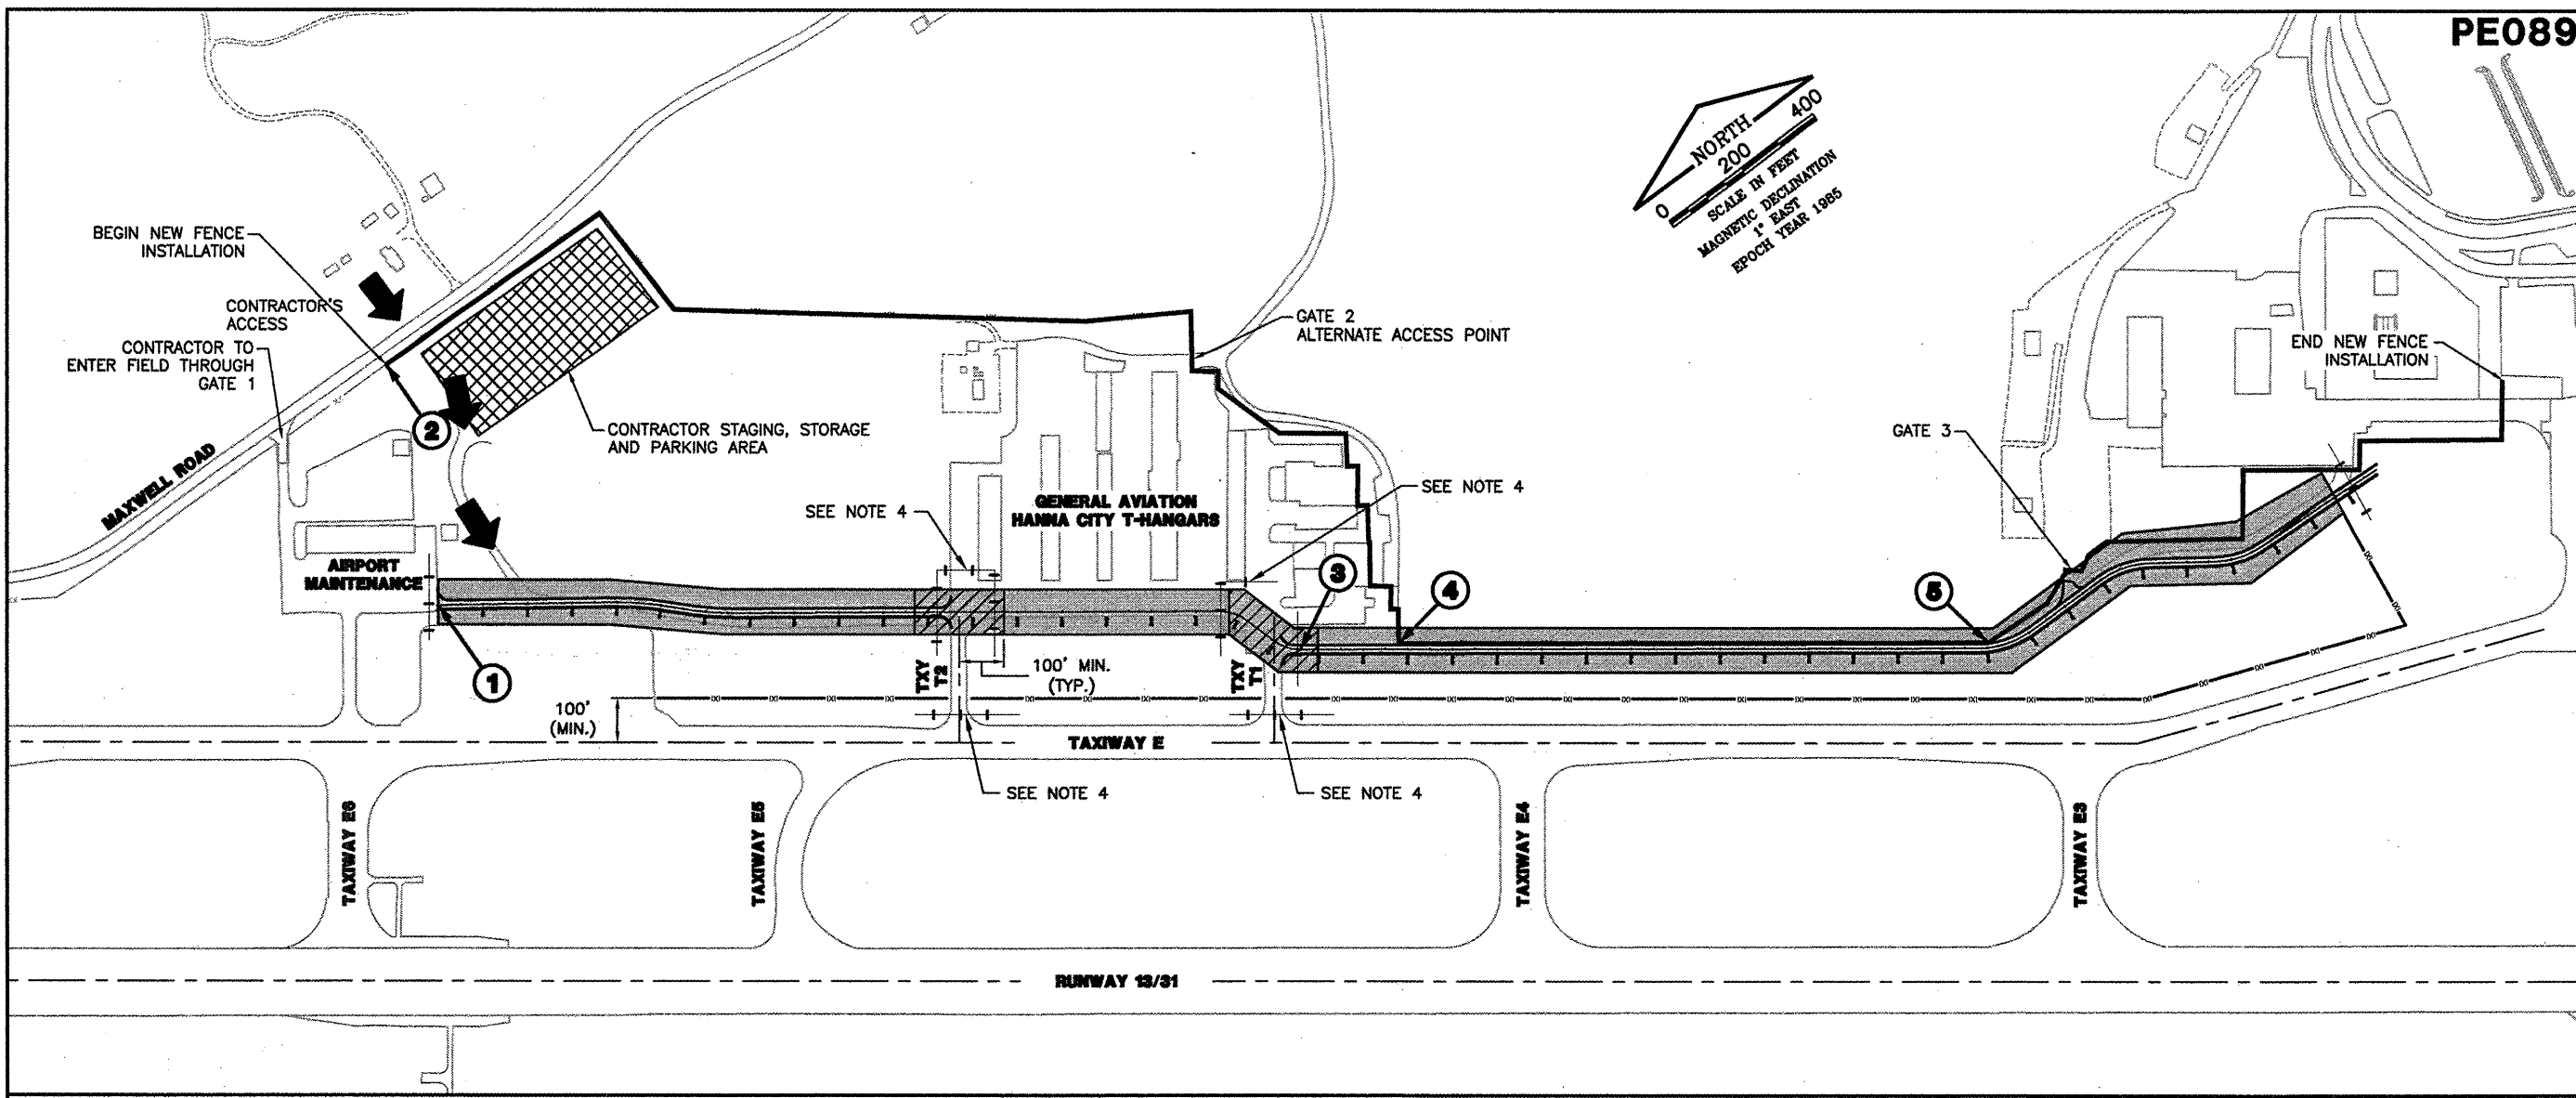 PE089
NORTH
0 200 400
SCALE IN FEET
MAGNETIC DECLINATION
1° EAST
EPOCH YEAR 1985
BEGIN NEW FENCE
INSTALLATION
CONTRACTOR'S
ACCESS
CONTRACTOR TO
ENTER FIELD THROUGH
GATE 1
MAXWELL ROAD
2
CONTRACTOR STAGING, STORAGE
AND PARKING AREA
GATE 2
ALTERNATE ACCESS POINT
END NEW FENCE
INSTALLATION
GATE 3
SEE NOTE 4
SEE NOTE 4
GENERAL AVIATION
HANNA CITY T-HANGARS
AIRPORT
MAINTENANCE
3
4
5
1
TXY
T2
100' MIN.
(TYP.)
TXY
T1
100'
(MIN.)
TAXIWAY E
SEE NOTE 4
SEE NOTE 4
TAXIWAY E6
TAXIWAY E5
TAXIWAY E4
TAXIWAY E3
RUNWAY 13/31